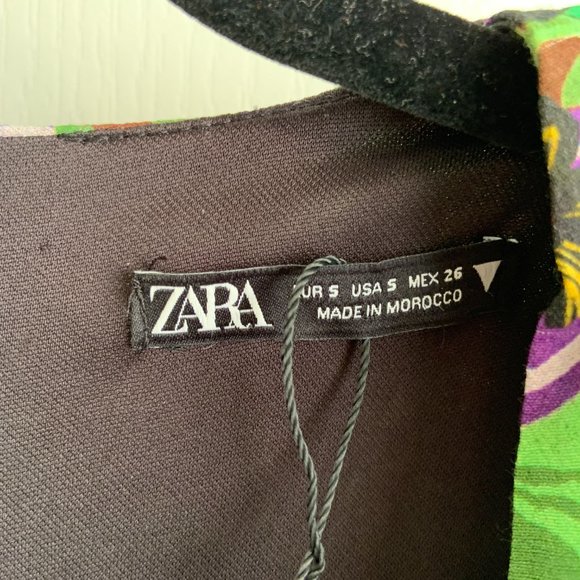 ZARA
UR S USA S MEX 26
MADE IN MOROCCO